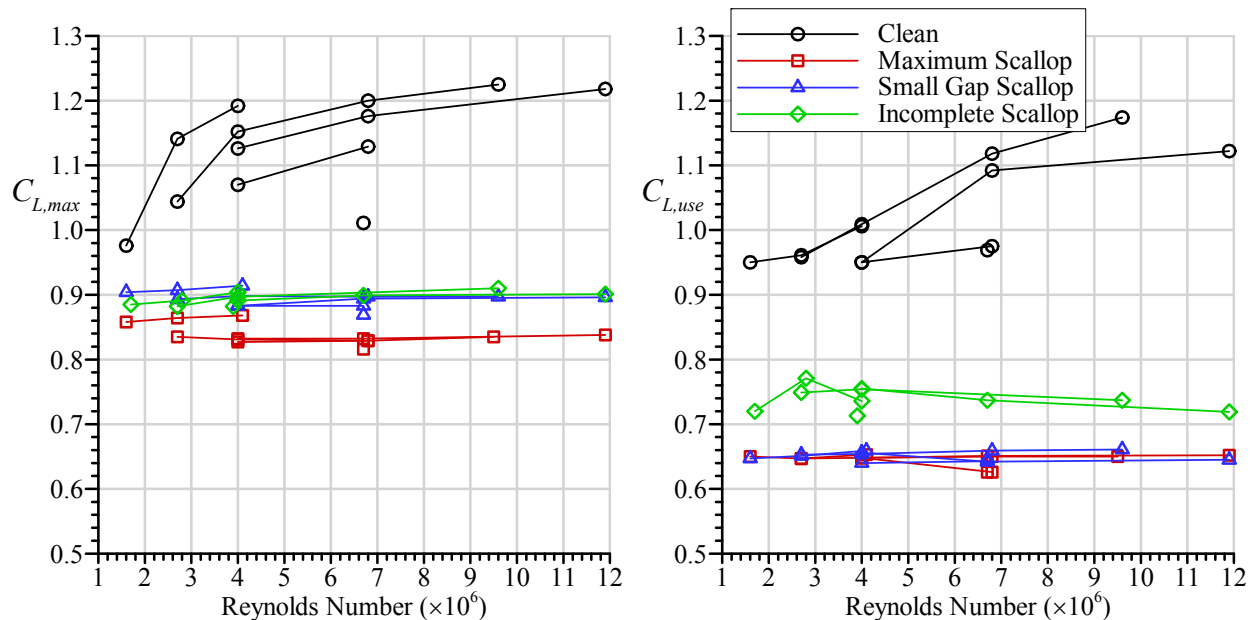 1.3
1.2
1.1
1.0
0.9
0.8
0.7
0.6
0.5
C_{L,max}
1 2 3 4 5 6 7 8 9 10 11 12
Reynolds Number (×10⁶)
Clean
Maximum Scallop
Small Gap Scallop
Incomplete Scallop
1.3
1.2
1.1
1.0
0.9
0.8
0.7
0.6
0.5
C_{L,use}
1 2 3 4 5 6 7 8 9 10 11 12
Reynolds Number (×10⁶)